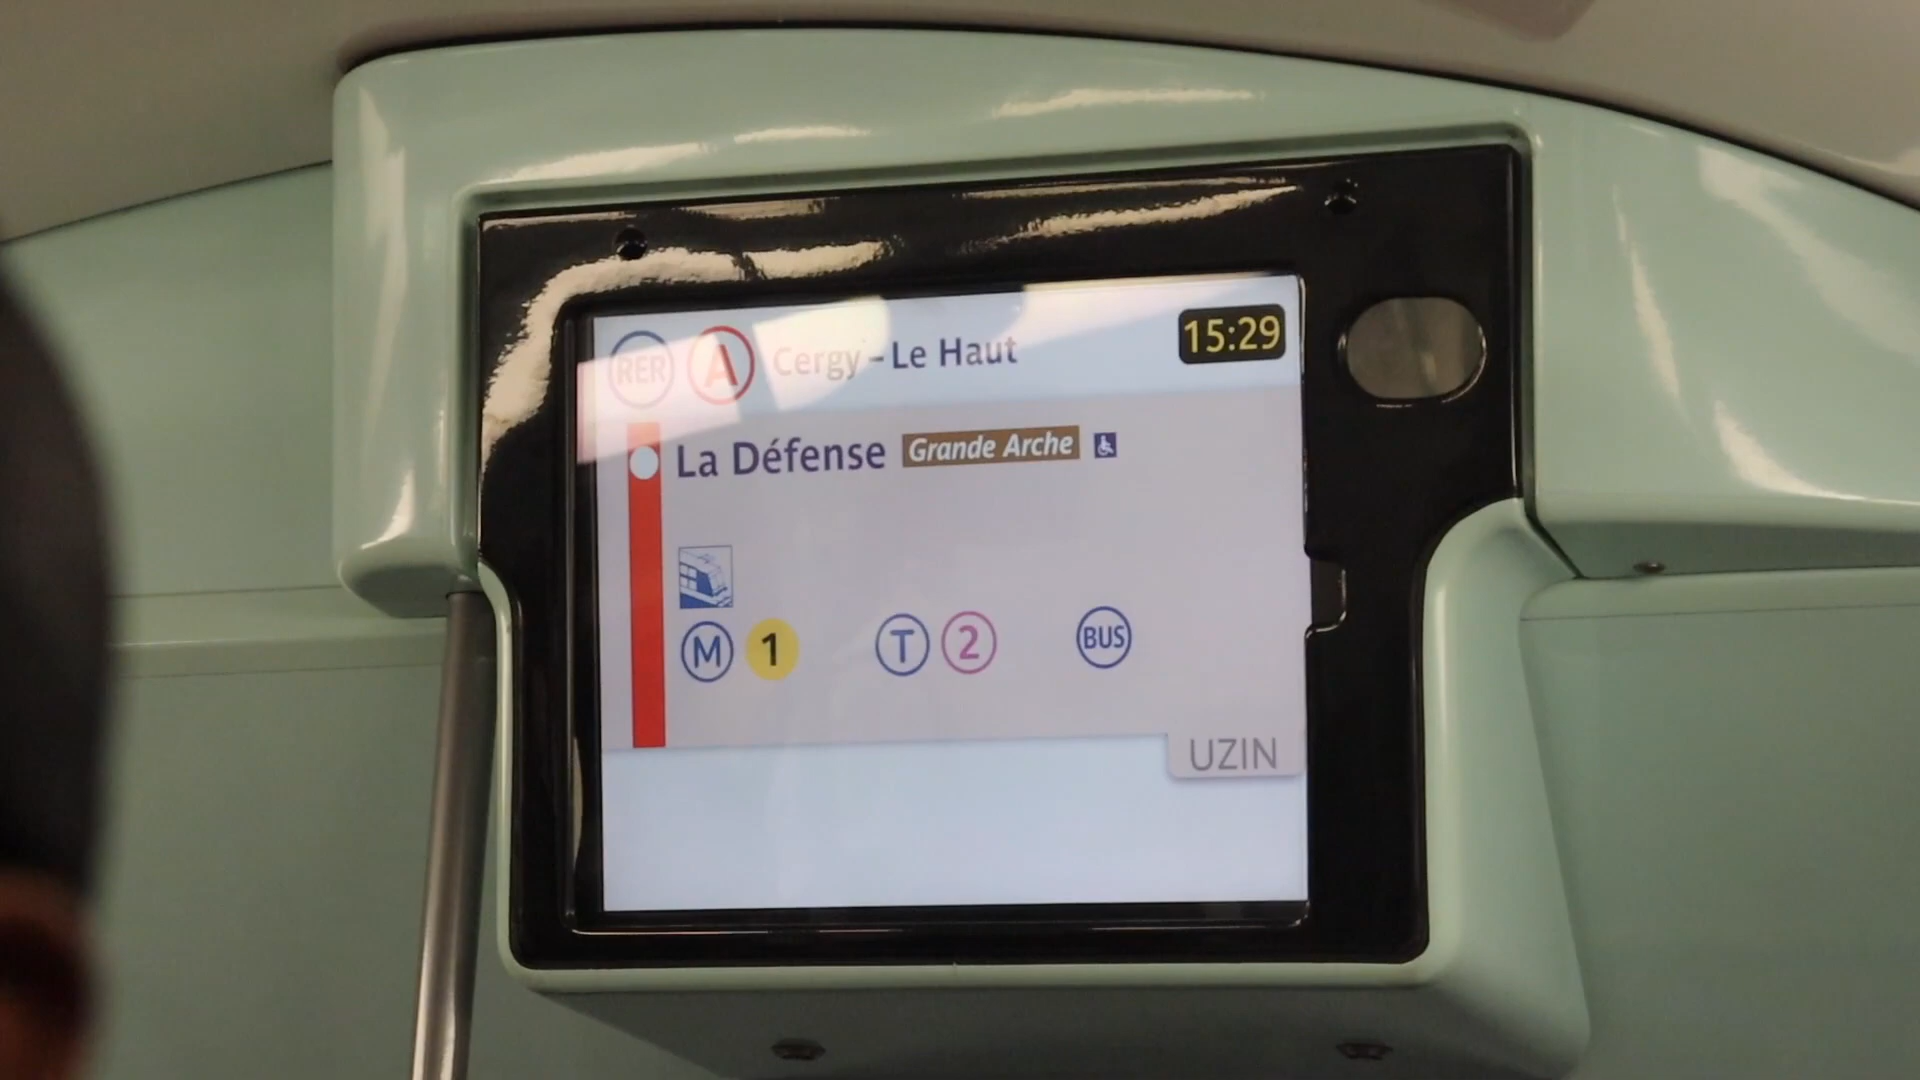 RER A Cergy – Le Haut 15:29
La Défense Grande Arche
M 1 T 2 BUS
UZIN